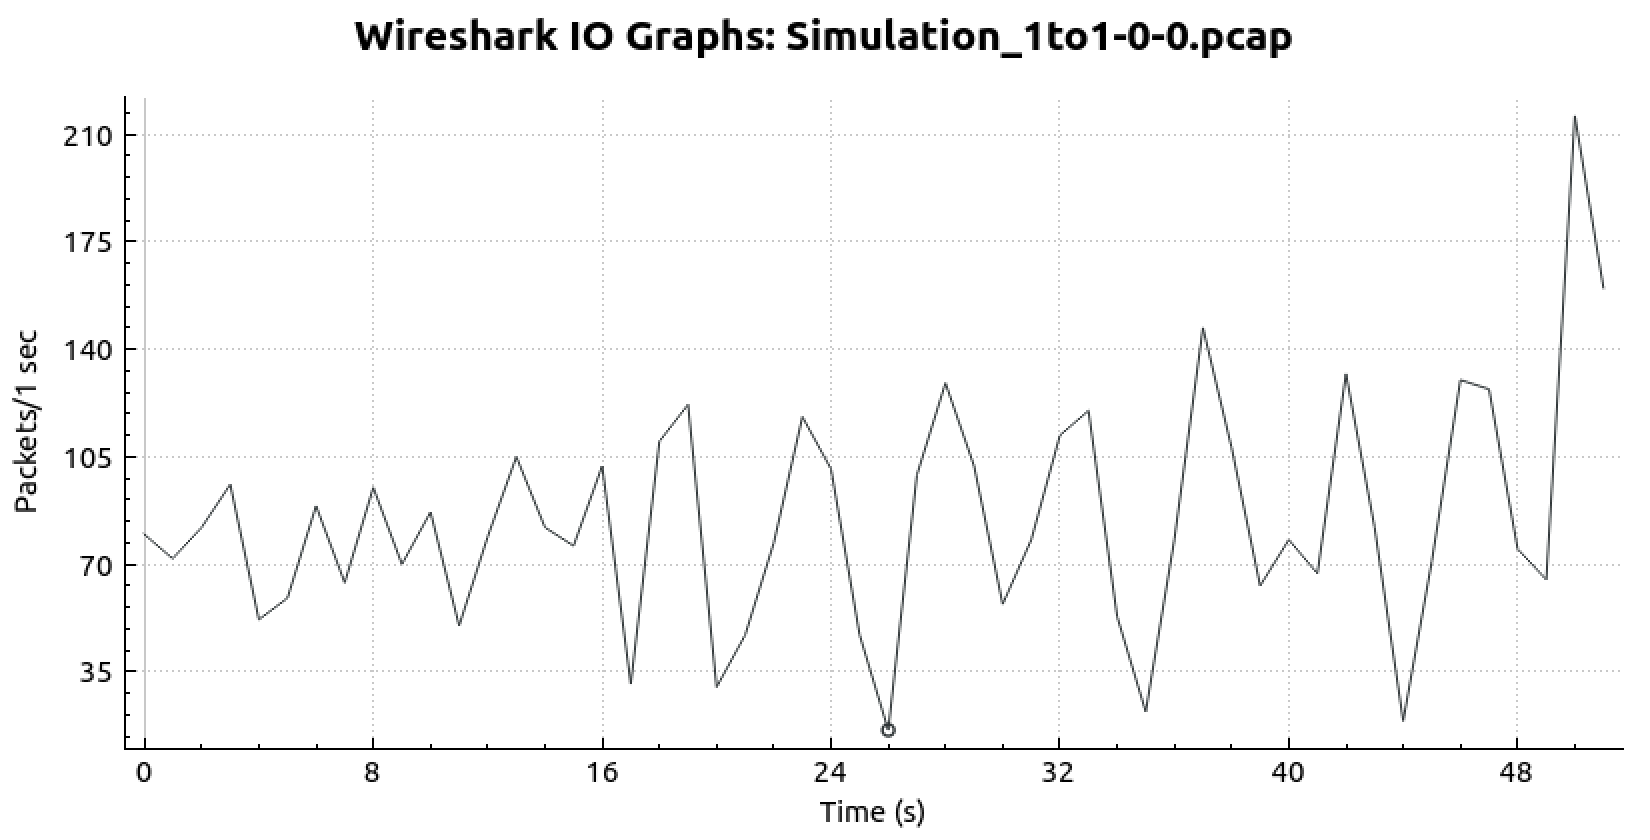 Wireshark IO Graphs: Simulation_1to1-0-0.pcap
210
175
140
105
70
35
Packets/1 sec
0 8 16 24 32 40 48
Time (s)